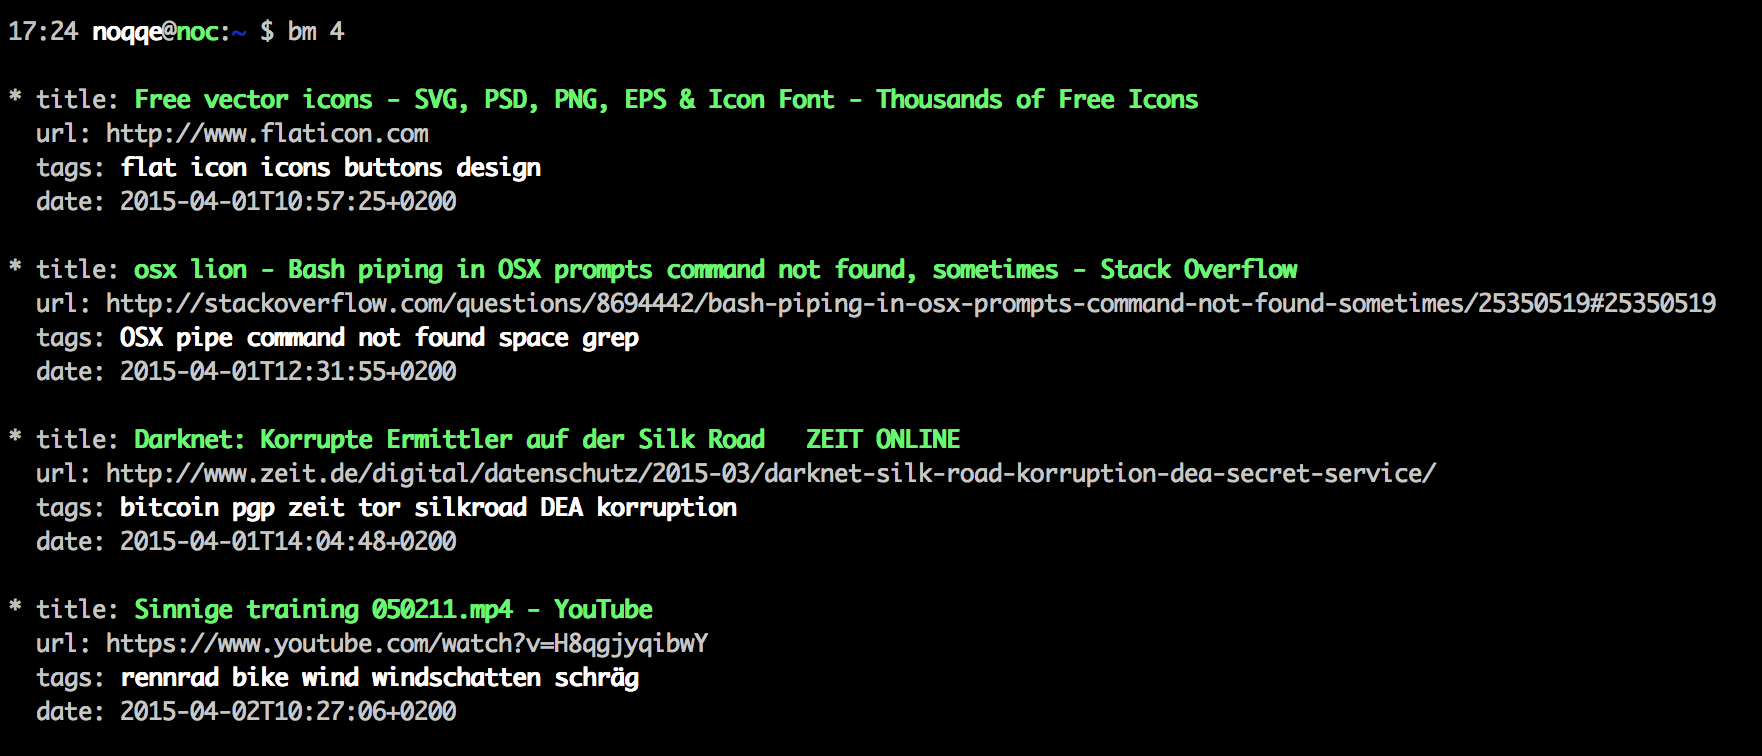 17:24 noqqe@noc:~ $ bm 4
* title: Free vector icons - SVG, PSD, PNG, EPS & Icon Font - Thousands of Free Icons
url: http://www.flaticon.com
tags: flat icon icons buttons design
date: 2015-04-01T10:57:25+0200
* title: osx lion - Bash piping in OSX prompts command not found, sometimes - Stack Overflow
url: http://stackoverflow.com/questions/8694442/bash-piping-in-osx-prompts-command-not-found-sometimes/25350519#25350519
tags: OSX pipe command not found space grep
date: 2015-04-01T12:31:55+0200
* title: Darknet: Korrupte Ermittler auf der Silk Road   ZEIT ONLINE
url: http://www.zeit.de/digital/datenschutz/2015-03/darknet-silk-road-korruption-dea-secret-service/
tags: bitcoin pgp zeit tor silkroad DEA korruption
date: 2015-04-01T14:04:48+0200
* title: Sinnige training 050211.mp4 - YouTube
url: https://www.youtube.com/watch?v=H8qgjyqibwY
tags: rennrad bike wind windschatten schräg
date: 2015-04-02T10:27:06+0200